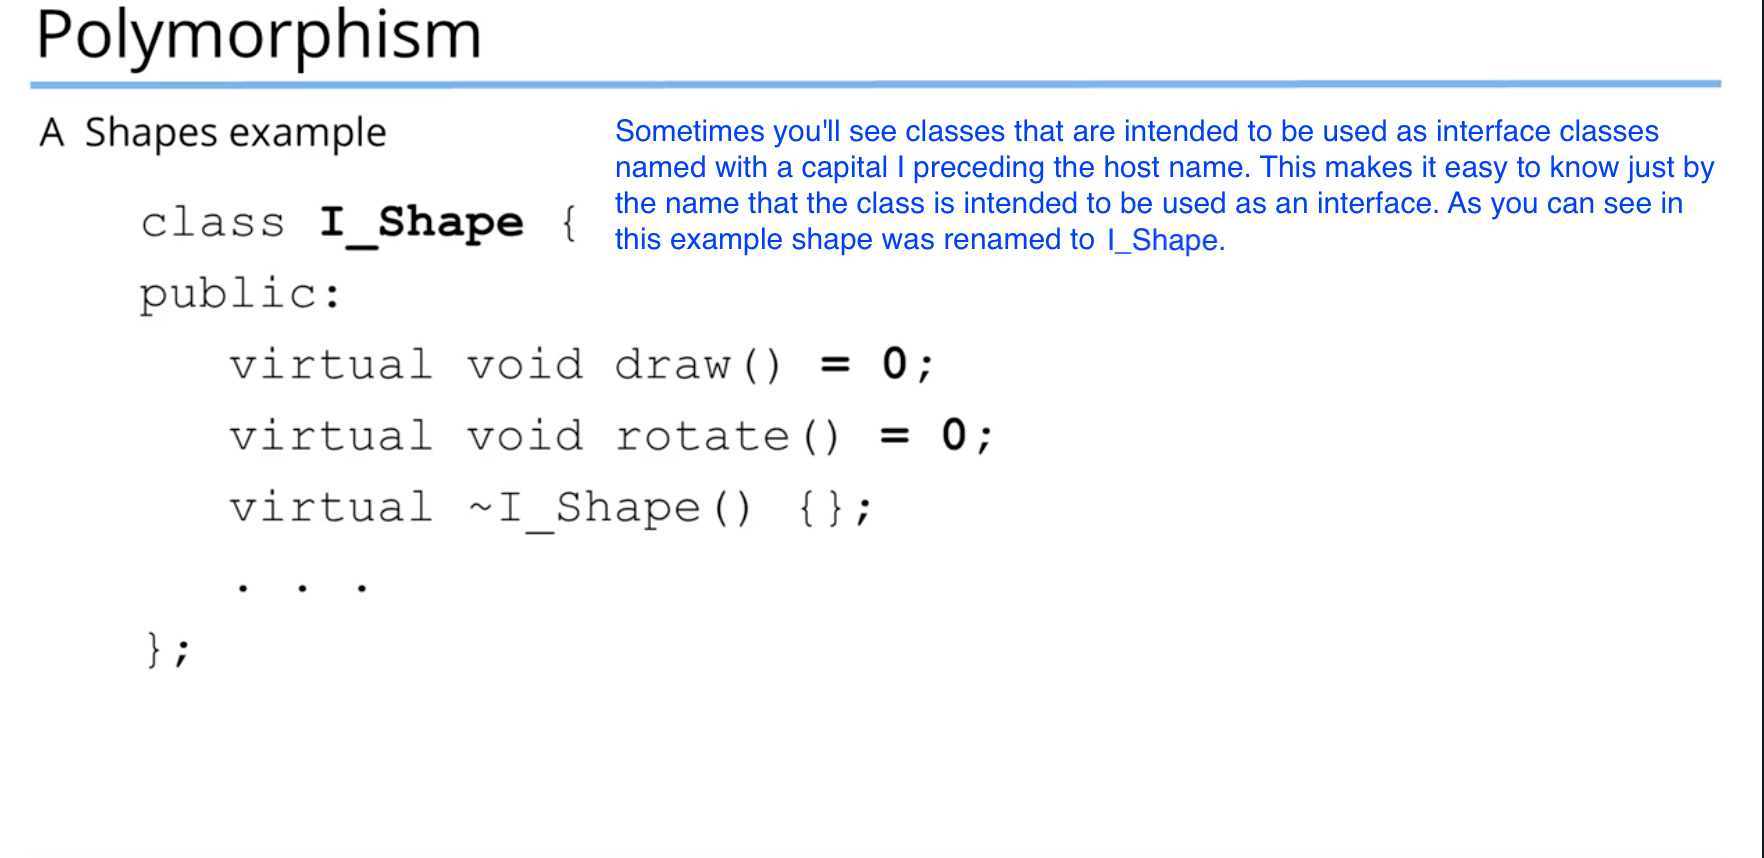 Polymorphism
A Shapes example
Sometimes you'll see classes that are intended to be used as interface classes
named with a capital I preceding the host name. This makes it easy to know just by
the name that the class is intended to be used as an interface. As you can see in
this example shape was renamed to I_Shape.
class I_Shape {
public:
virtual void draw() = 0;
virtual void rotate() = 0;
virtual ~I_Shape() {};
. . .
};